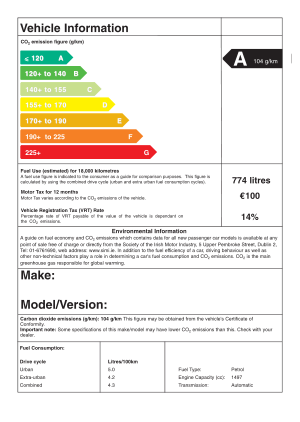 Vehicle Information
CO2 emission figure (g/km)
≤ 120 A
120+ to 140 B
140+ to 155 C
155+ to 170 D
170+ to 190 E
190+ to 225 F
225+ G
A 104 g/km
Fuel Use (estimated) for 18,000 kilometres
A fuel use figure is indicated to the consumer as a guide for comparison purposes. This figure is
calculated by using the combined drive cycle (urban and extra urban fuel consumption cycles).
774 litres
Motor Tax for 12 months
Motor Tax varies according to the CO2 emissions of the vehicle.
€100
Vehicle Registration Tax (VRT) Rate
Percentage rate of VRT payable of the value of the vehicle is dependant on
the CO2 emissions.
14%
Environmental Information
A guide on fuel economy and CO2 emissions which contains data for all new passenger car models is available at any
point of sale free of charge or directly from the Society of the Irish Motor Industry, 5 Upper Pembroke Street, Dublin 2,
Tel: 01-6761690, web address: www.simi.ie. In addition to the fuel efficiency of a car, driving behaviour as well as
other non-technical factors play a role in determining a car's fuel consumption and CO2 emissions. CO2 is the main
greenhouse gas responsible for global warming.
Make:
Model/Version:
Carbon dioxide emissions (g/km): 104 g/km This figure may be obtained from the vehicle's Certificate of
Conformity.
Important note: Some specifications of this make/model may have lower CO2 emissions than this. Check with your
dealer.
Fuel Consumption:
Drive cycle Litres/100km
Urban 5.0 Fuel Type: Petrol
Extra-urban 4.2 Engine Capacity (cc): 1497
Combined 4.3 Transmission: Automatic